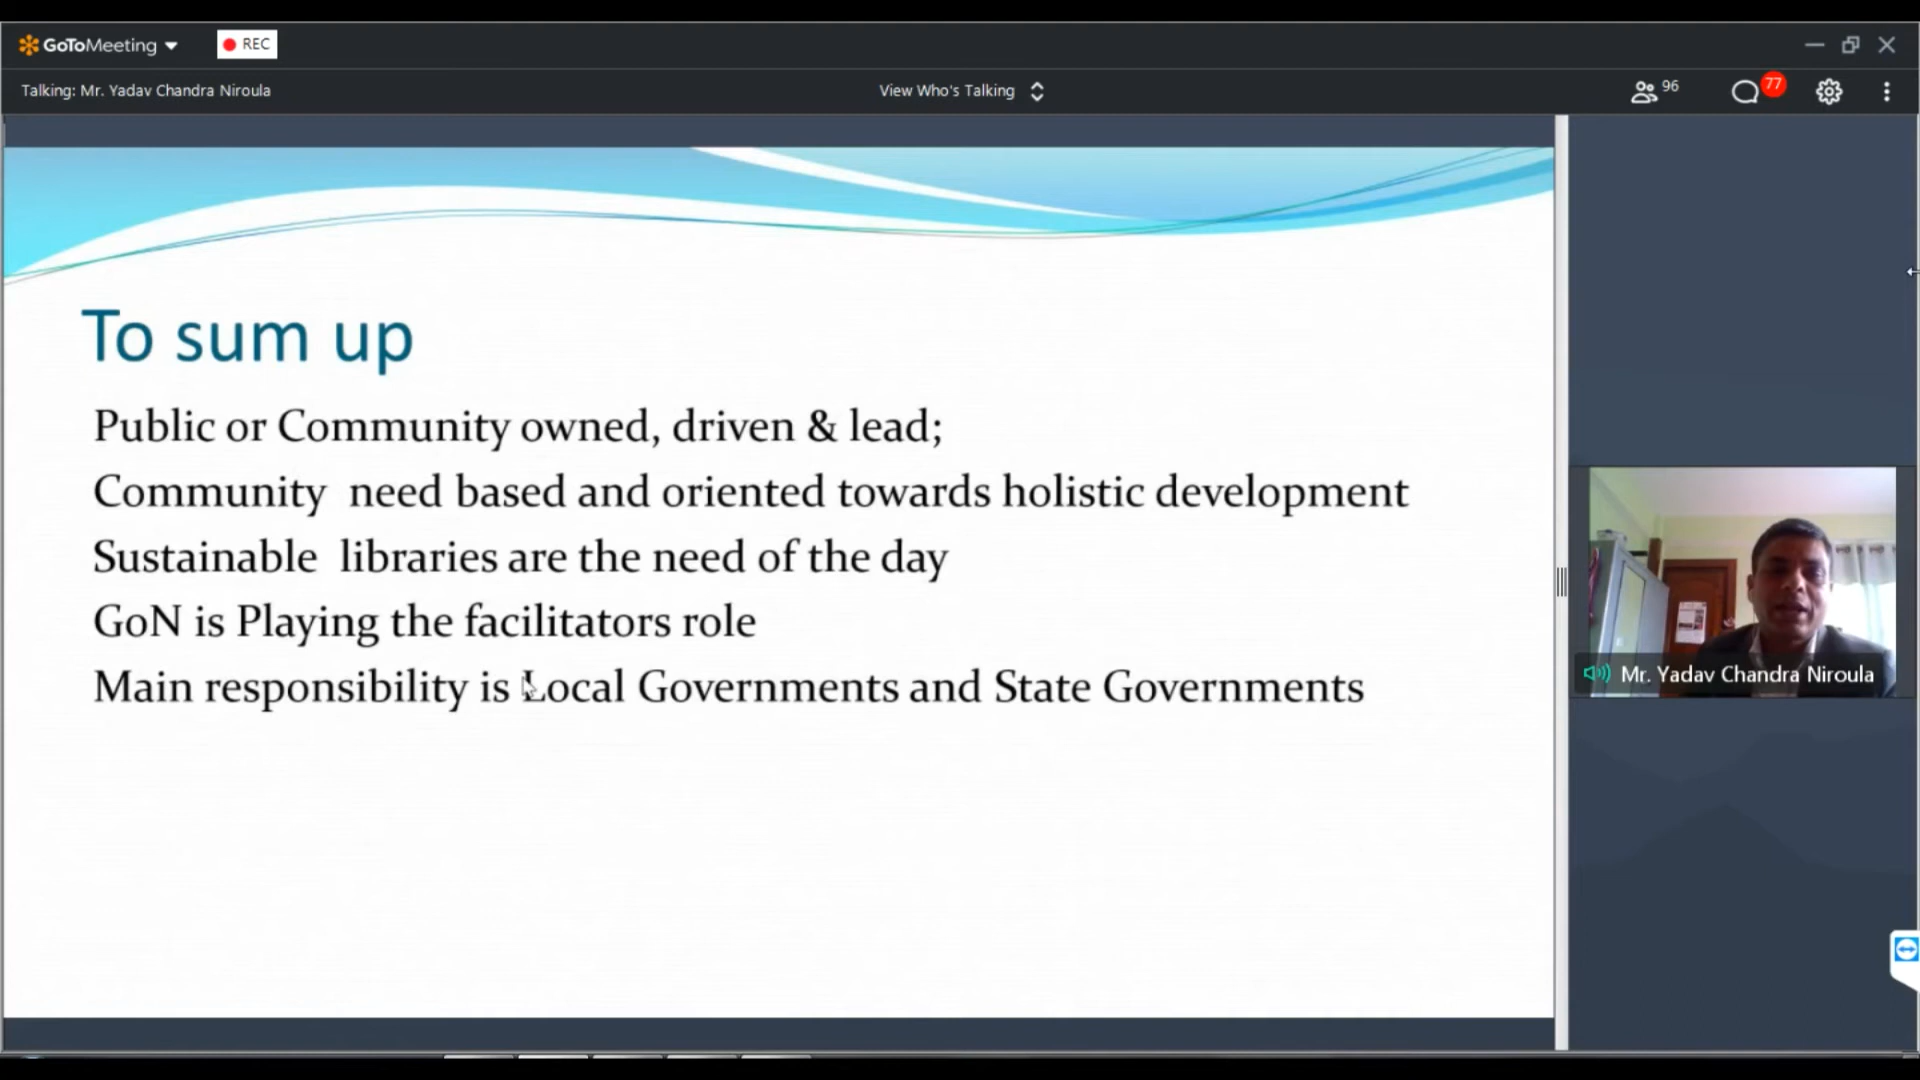 GoToMeeting
REC
Talking: Mr. Yadav Chandra Niroula
View Who's Talking
96
77
To sum up
Public or Community owned, driven & lead;
Community need based and oriented towards holistic development
Sustainable libraries are the need of the day
GoN is Playing the facilitators role
Main responsibility is Local Governments and State Governments
Mr. Yadav Chandra Niroula